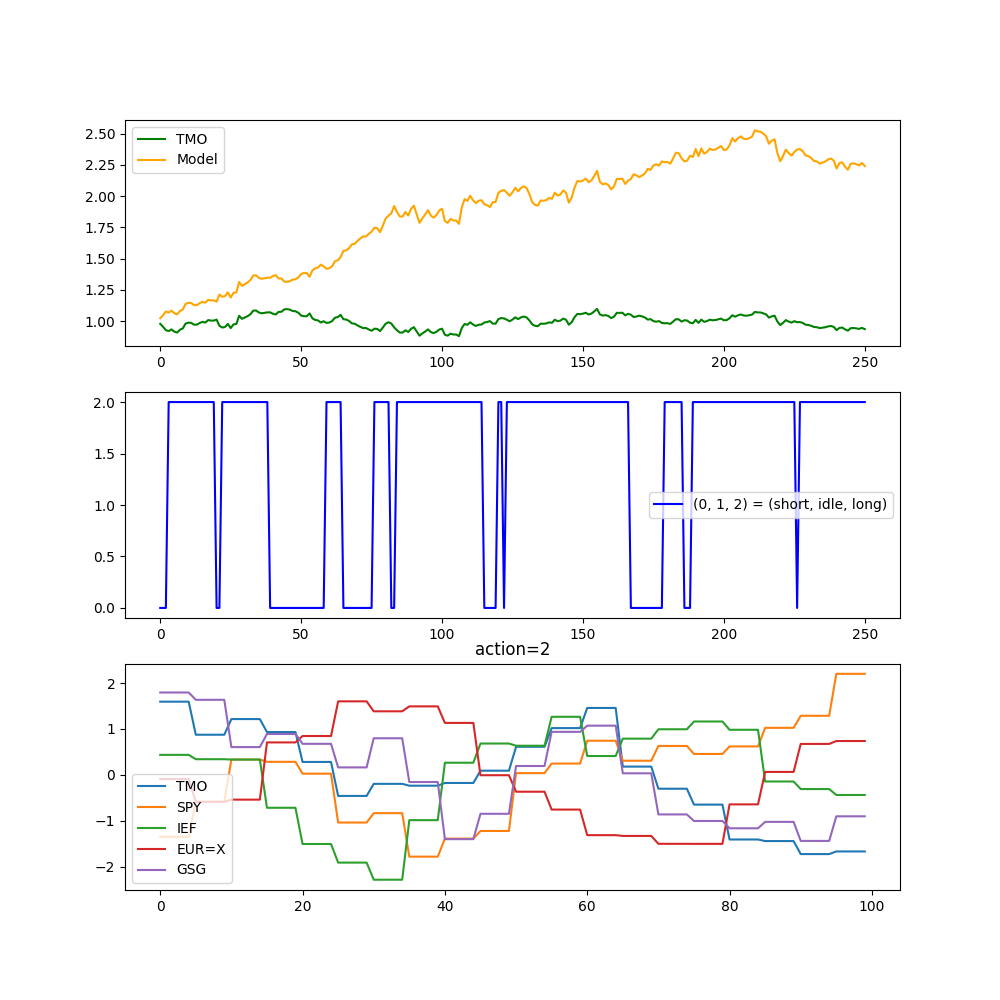 2.50
2.25
2.00
1.75
1.50
1.25
1.00
TMO
Model
0 50 100 150 200 250
2.0
1.5
1.0
0.5
0.0
(0, 1, 2) = (short, idle, long)
0 50 100 150 200 250
action=2
2
1
0
−1
−2
TMO
SPY
IEF
EUR=X
GSG
0 20 40 60 80 100